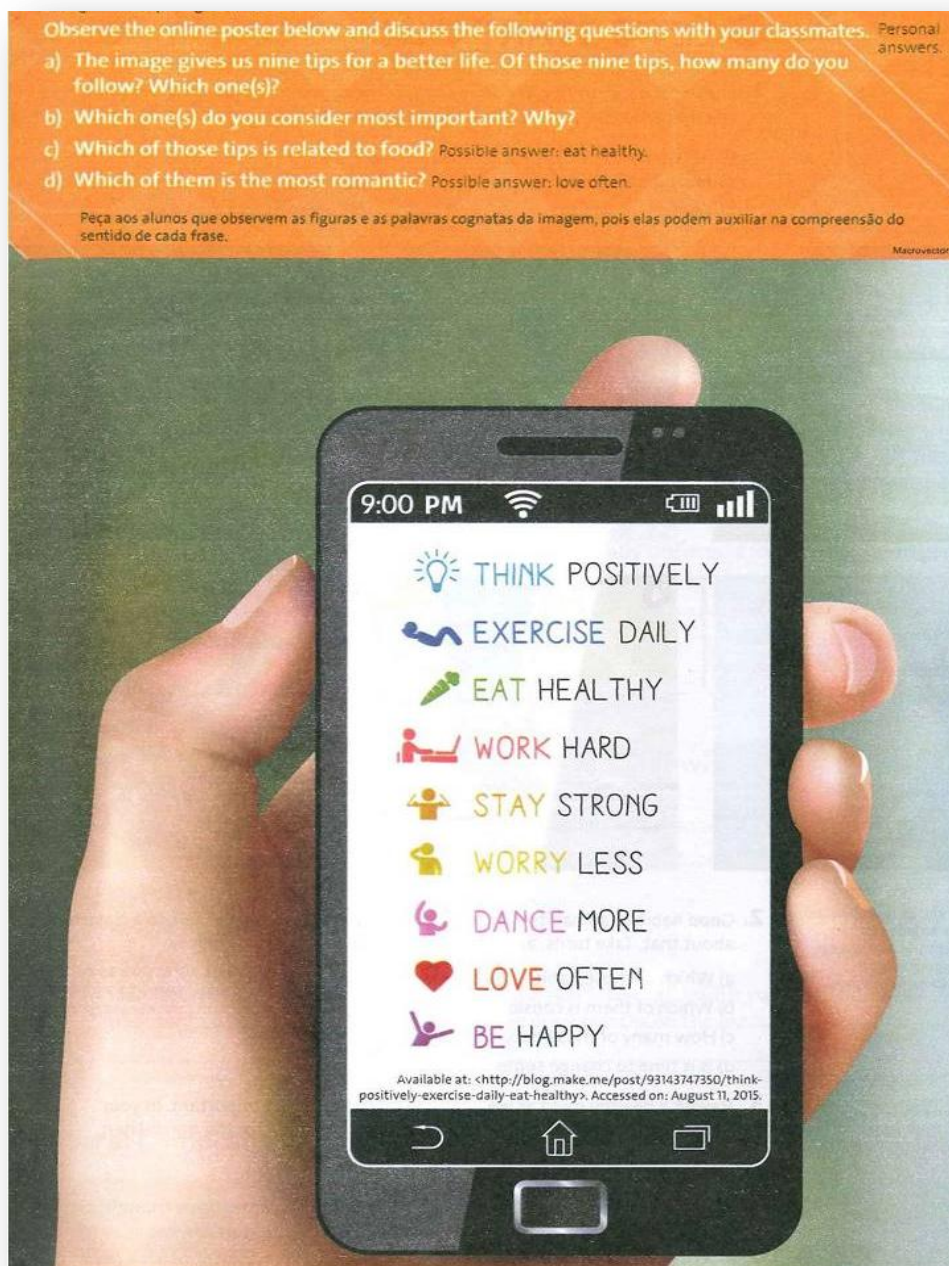 Observe the online poster below and discuss the following questions with your classmates. Personal answers.
a) The image gives us nine tips for a better life. Of those nine tips, how many do you
follow? Which one(s)?
b) Which one(s) do you consider most important? Why?
c) Which of those tips is related to food? Possible answer: eat healthy.
d) Which of them is the most romantic? Possible answer: love often.
Peça aos alunos que observem as figuras e as palavras cognatas da imagem, pois elas podem auxiliar na compreensão do
sentido de cada frase.
Macrovector
9:00 PM
THINK POSITIVELY
EXERCISE DAILY
EAT HEALTHY
WORK HARD
STAY STRONG
WORRY LESS
DANCE MORE
LOVE OFTEN
BE HAPPY
Available at: <http://blog.make.me/post/93143747350/think-
positively-exercise-daily-eat-healthy>. Accessed on: August 11, 2015.